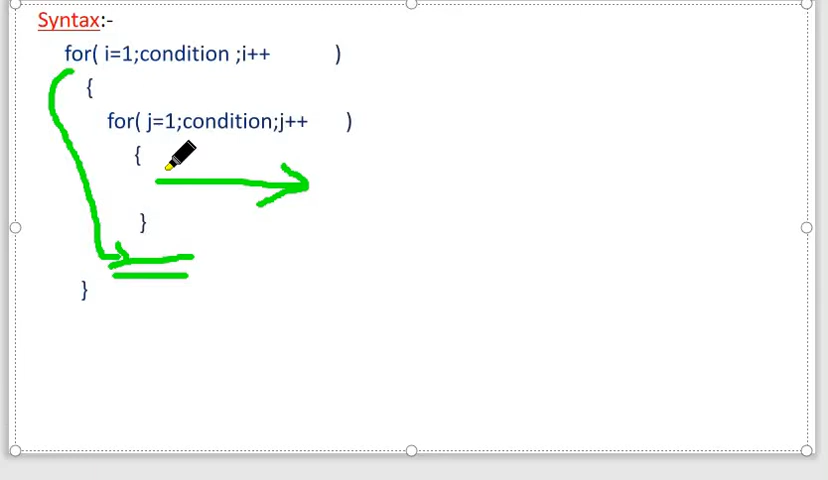 Syntax:-
for( i=1;condition ;i++ )
{
for( j=1;condition;j++ )
{
}
}